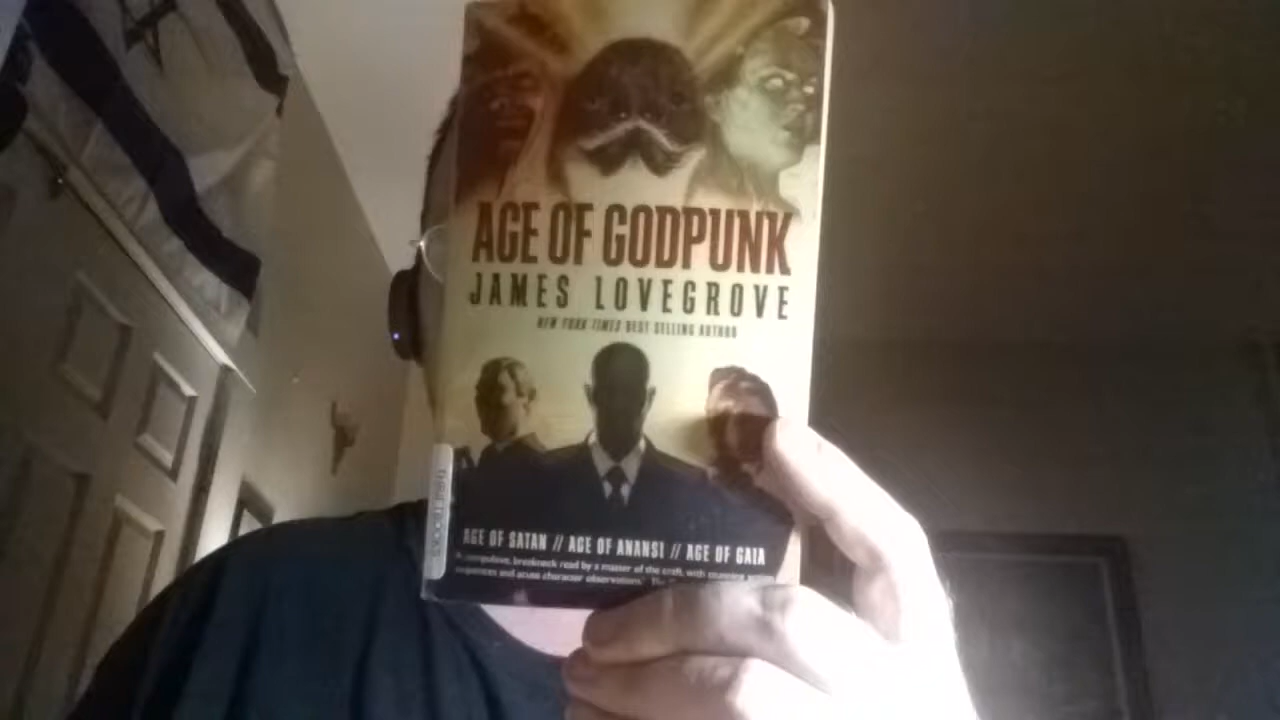 AGE OF GODPUNK
JAMES LOVEGROVE
NEW YORK TIMES BEST SELLING AUTHOR
AGE OF SATAN // AGE OF ANANSI // AGE OF GAIA
"A compulsive, breakneck read by a master of the craft, with stunning
sequences and acute character observations."
THRIFTBOOKS